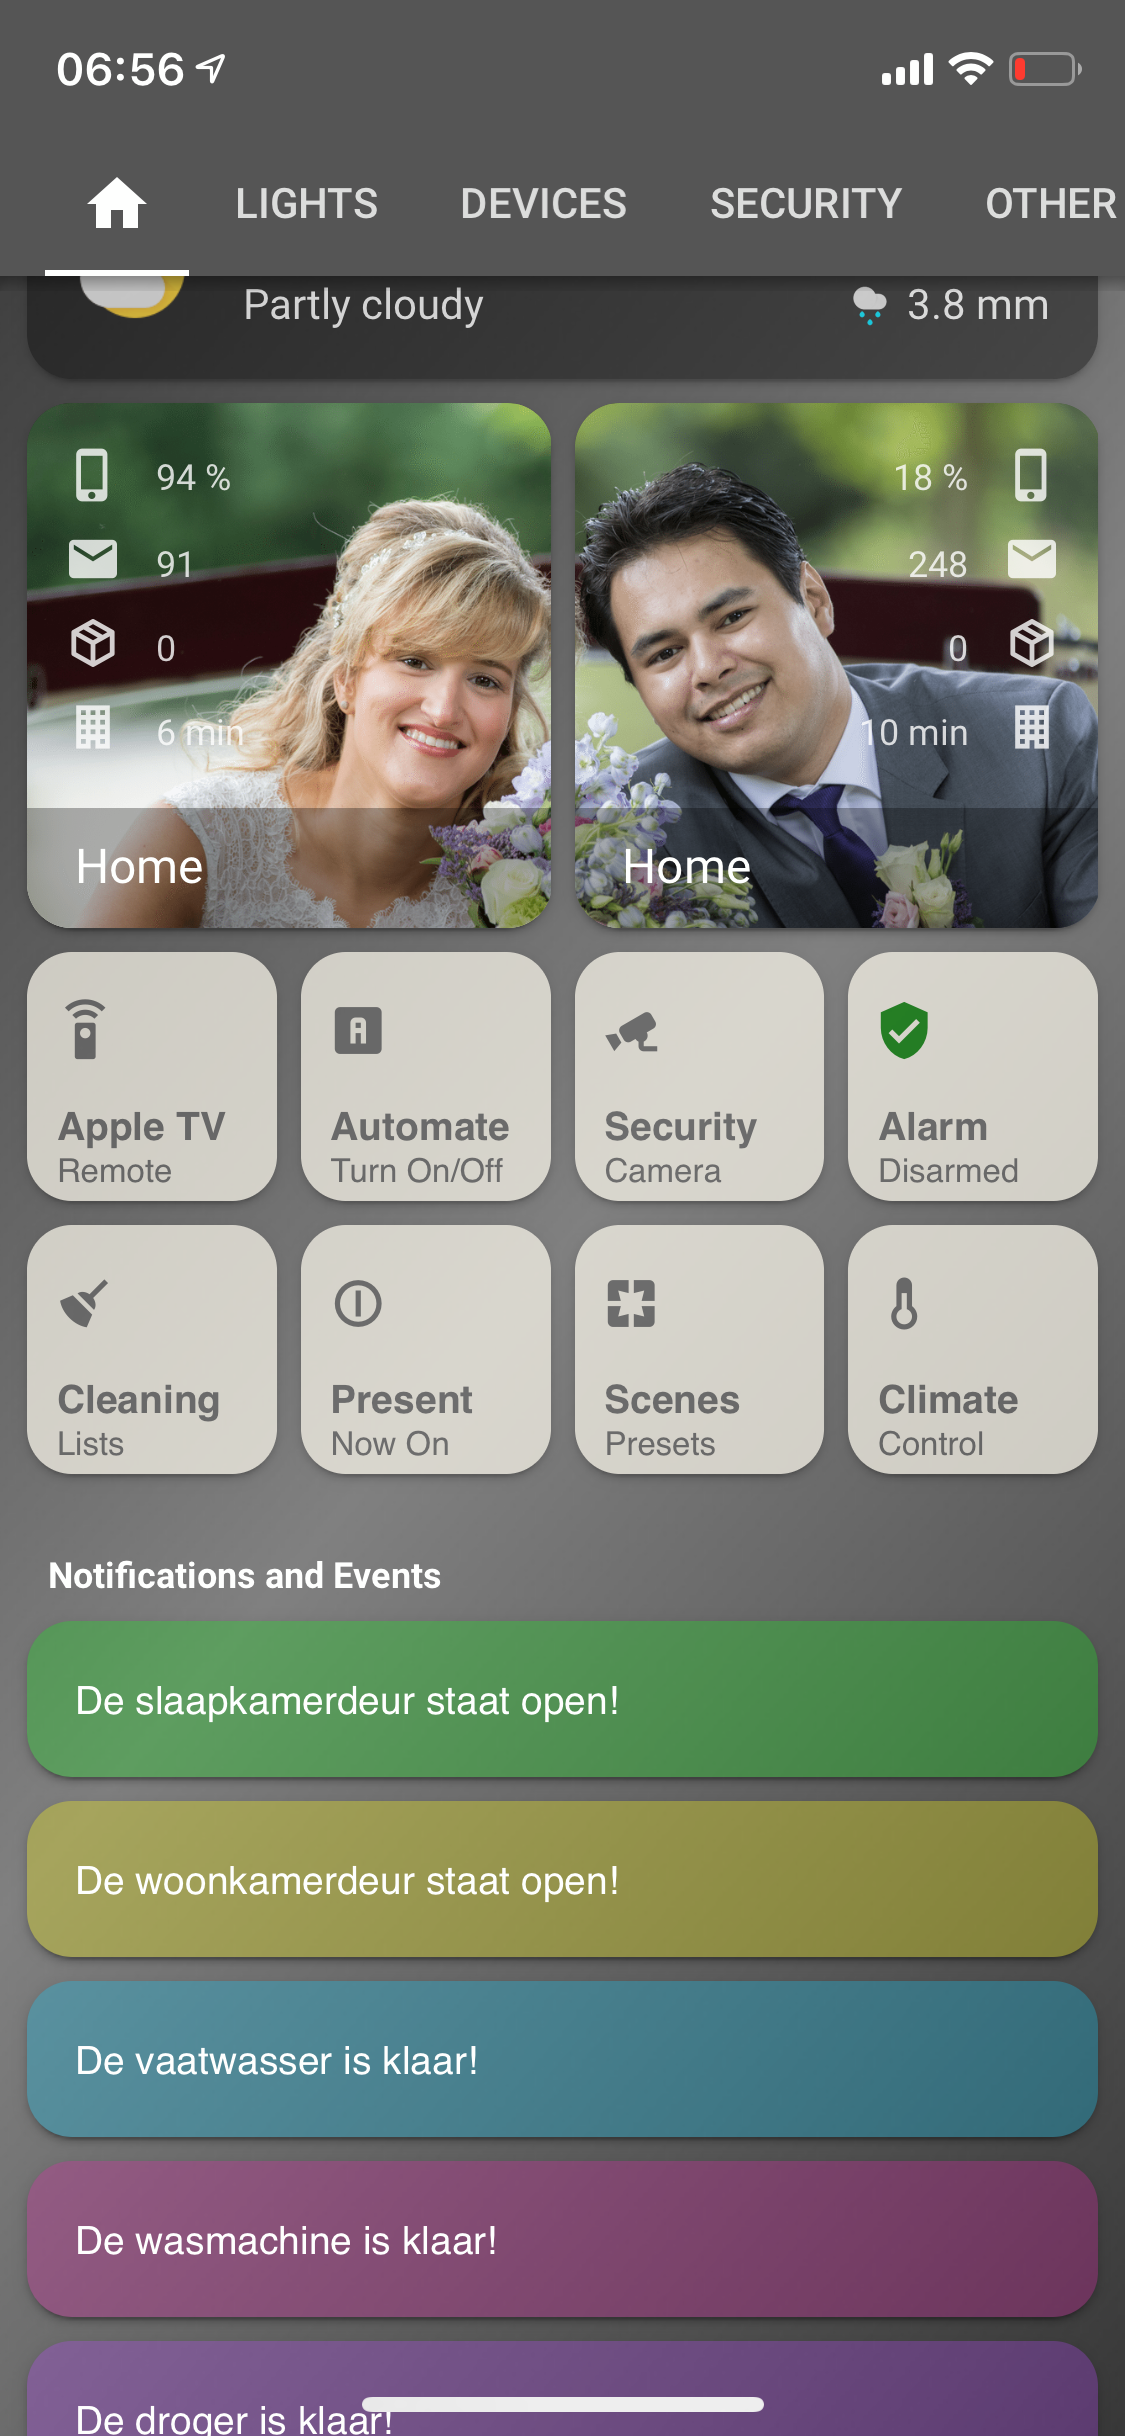 06:56
LIGHTS DEVICES SECURITY OTHER
Partly cloudy 3.8 mm
94 % 18 %
91 248
0 0
6 min 10 min
Home Home
Apple TV Automate Security Alarm
Remote Turn On/Off Camera Disarmed
Cleaning Present Scenes Climate
Lists Now On Presets Control
Notifications and Events
De slaapkamerdeur staat open!
De woonkamerdeur staat open!
De vaatwasser is klaar!
De wasmachine is klaar!
De droger is klaar!